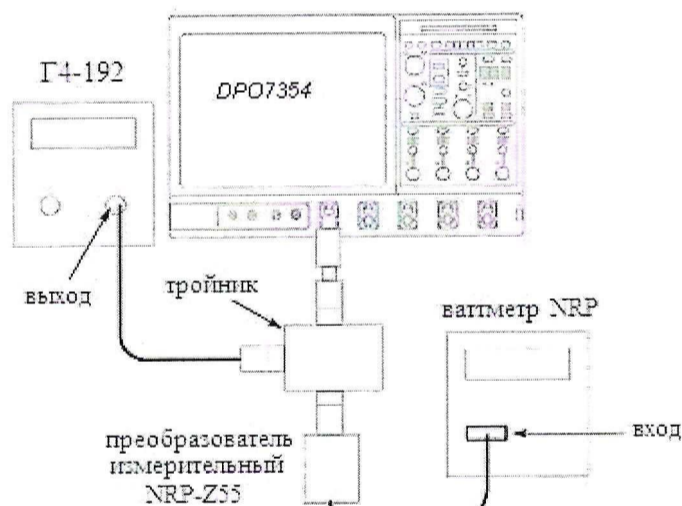 Г4-192
DPO7354
выход
тройник
ваттметр NRP
вход
преобразователь
измерительный
NRP-Z55